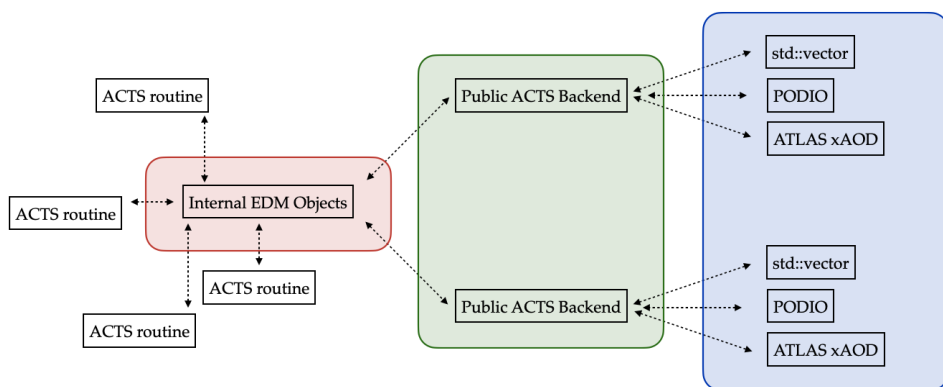 std::vector
ACTS routine
Public ACTS Backend
PODIO
ATLAS xAOD
Internal EDM Objects
ACTS routine
std::vector
ACTS routine
Public ACTS Backend
PODIO
ACTS routine
ATLAS xAOD